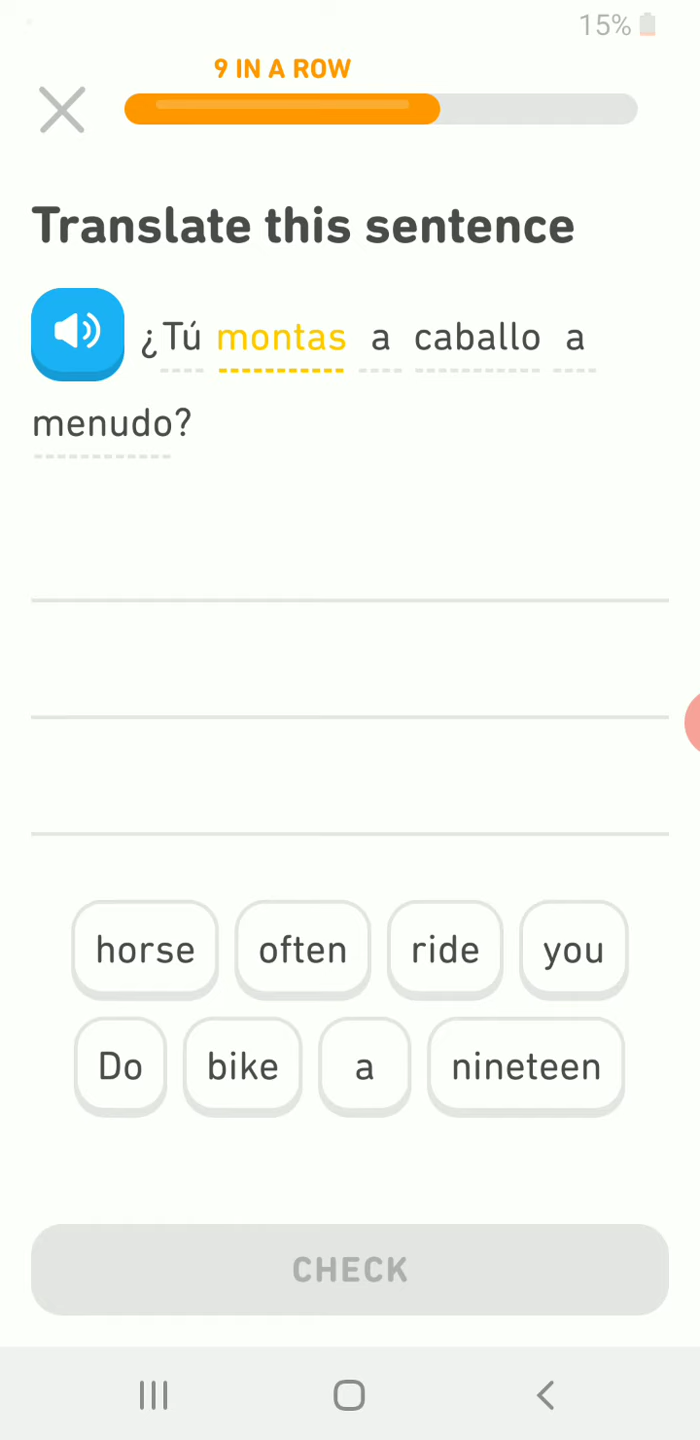 15%
9 IN A ROW
Translate this sentence
¿Tú montas a caballo a
menudo?
horse often ride you
Do bike a nineteen
CHECK